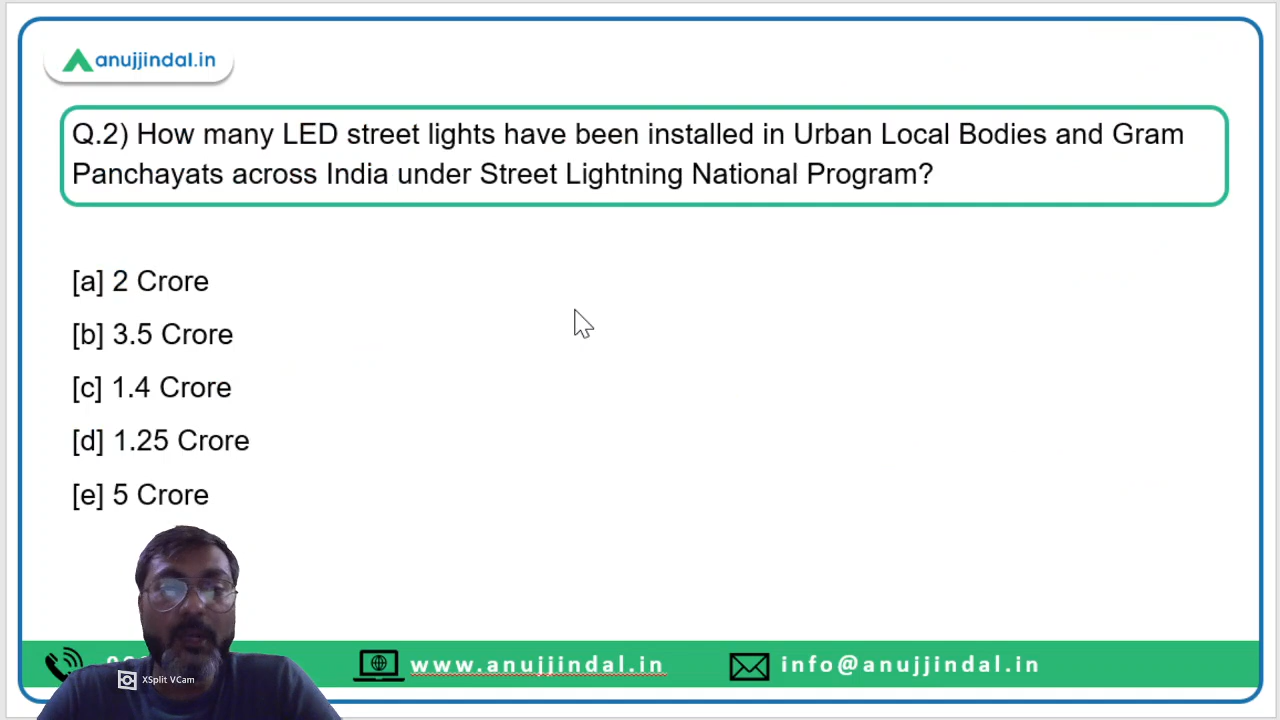 anujjindal.in
Q.2) How many LED street lights have been installed in Urban Local Bodies and Gram
Panchayats across India under Street Lightning National Program?
[a] 2 Crore
[b] 3.5 Crore
[c] 1.4 Crore
[d] 1.25 Crore
[e] 5 Crore
www.anujjindal.in
info@anujjindal.in
XSplit VCam